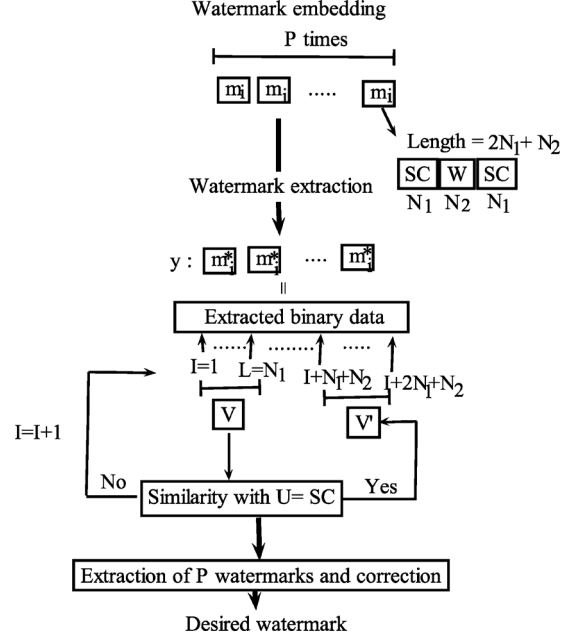 Watermark embedding
P times
mi mi ..... mi
Length = 2N1+ N2
SC W SC
N1 N2 N1
Watermark extraction
y : m*i m*i .... m*i
=
Extracted binary data
...... ........ .....
I=1 L=N1 I+N1+N2 I+2N1+N2
V V'
I=I+1
No Yes
Similarity with U= SC
Extraction of P watermarks and correction
Desired watermark